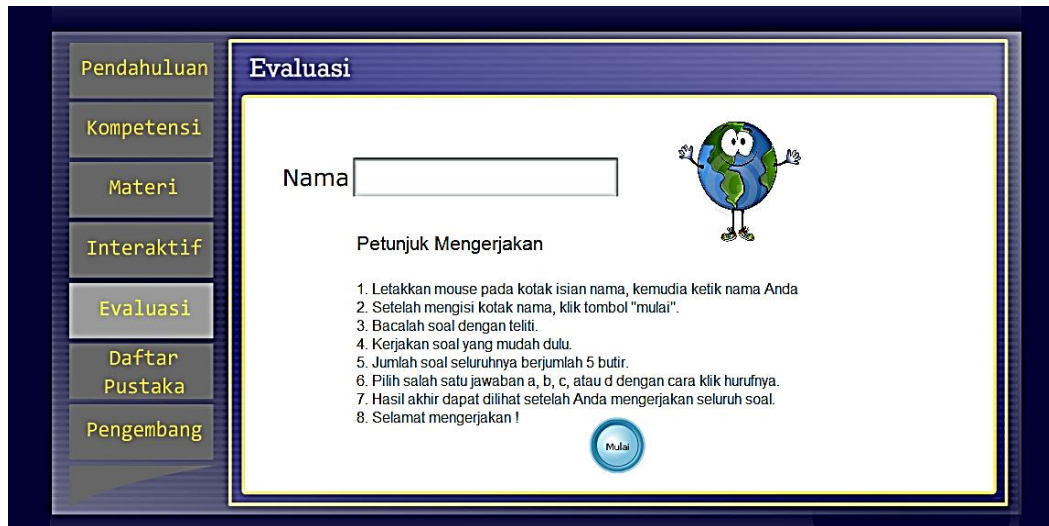 Pendahuluan
Kompetensi
Materi
Interaktif
Evaluasi
Daftar
Pustaka
Pengembang
Evaluasi
Nama
Petunjuk Mengerjakan
1. Letakkan mouse pada kotak isian nama, kemudia ketik nama Anda
2. Setelah mengisi kotak nama, klik tombol "mulai".
3. Bacalah soal dengan teliti.
4. Kerjakan soal yang mudah dulu.
5. Jumlah soal seluruhnya berjumlah 5 butir.
6. Pilih salah satu jawaban a, b, c, atau d dengan cara klik hurufnya.
7. Hasil akhir dapat dilihat setelah Anda mengerjakan seluruh soal.
8. Selamat mengerjakan !
Mulai